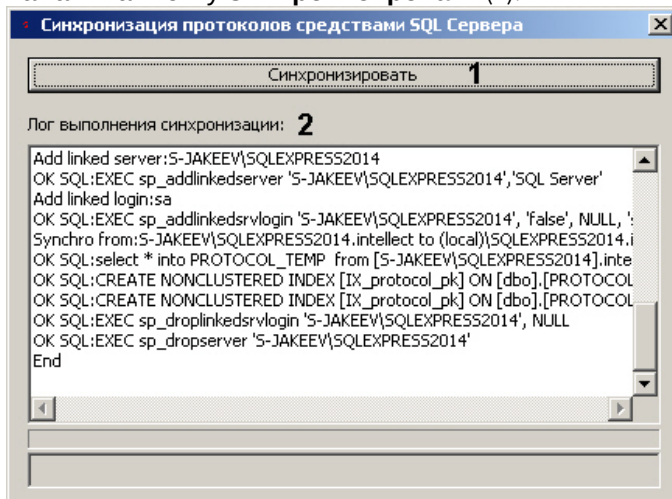 Синхронизация протоколов средствами SQL Сервера
Синхронизировать 1
Лог выполнения синхронизации: 2
Add linked server:S-JAKEEV\SQLEXPRESS2014
OK SQL:EXEC sp_addlinkedserver 'S-JAKEEV\SQLEXPRESS2014','SQL Server'
Add linked login:sa
OK SQL:EXEC sp_addlinkedsrvlogin 'S-JAKEEV\SQLEXPRESS2014', 'false', NULL, '
Synchro from:S-JAKEEV\SQLEXPRESS2014.intellect to (local)\SQLEXPRESS2014.i
OK SQL:select * into PROTOCOL_TEMP from [S-JAKEEV\SQLEXPRESS2014].inte
OK SQL:CREATE NONCLUSTERED INDEX [IX_protocol_pk] ON [dbo].[PROTOCOL
OK SQL:CREATE NONCLUSTERED INDEX [IX_protocol_pk] ON [dbo].[PROTOCOL
OK SQL:EXEC sp_droplinkedsrvlogin 'S-JAKEEV\SQLEXPRESS2014', NULL
OK SQL:EXEC sp_dropserver 'S-JAKEEV\SQLEXPRESS2014'
End